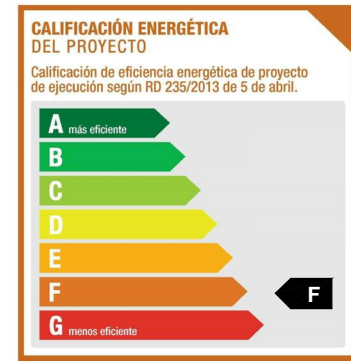 CALIFICACIÓN ENERGÉTICA
DEL PROYECTO
Calificación de eficiencia energética de proyecto
de ejecución según RD 235/2013 de 5 de abril.
A más eficiente
B
C
D
E
F F
G menos eficiente